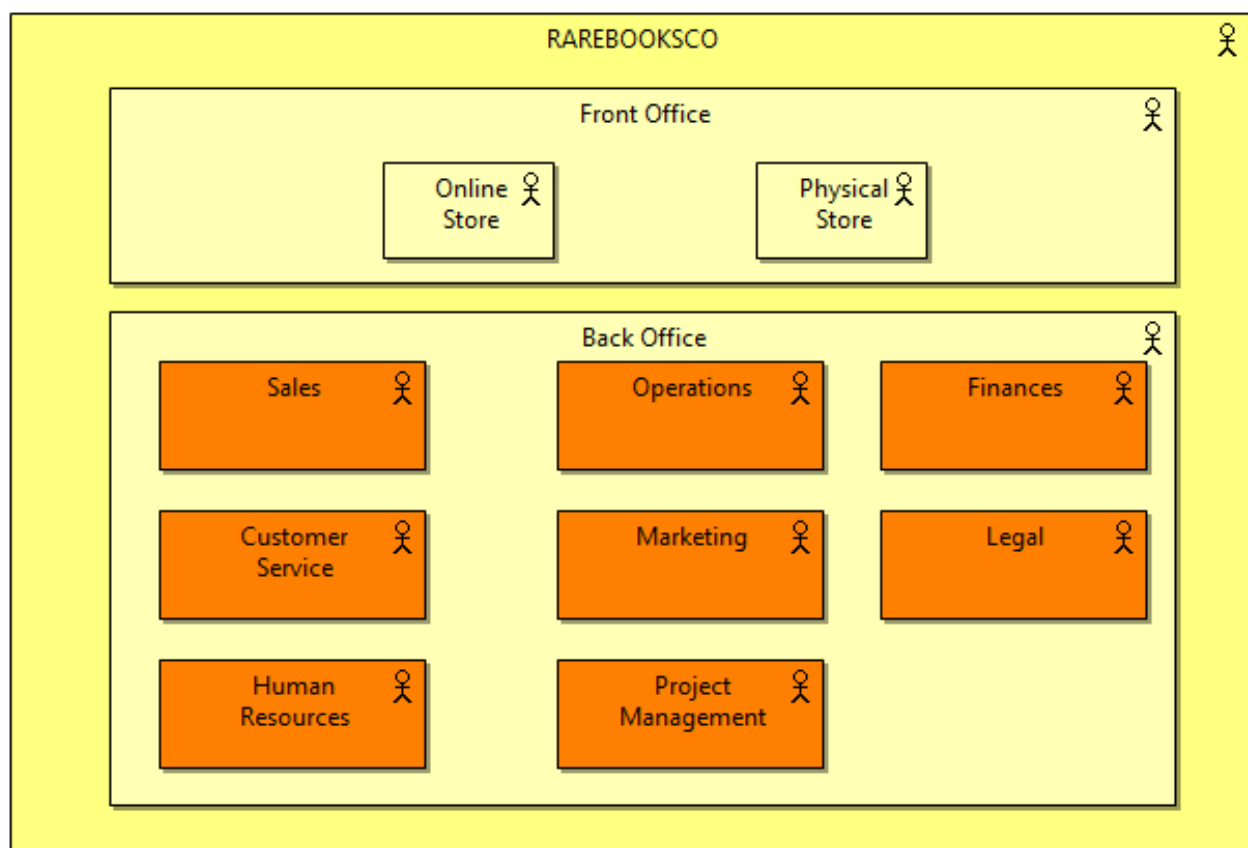 RAREBOOKSCO
Front Office
Online
Store
Physical
Store
Back Office
Sales
Operations
Finances
Customer
Service
Marketing
Legal
Human
Resources
Project
Management